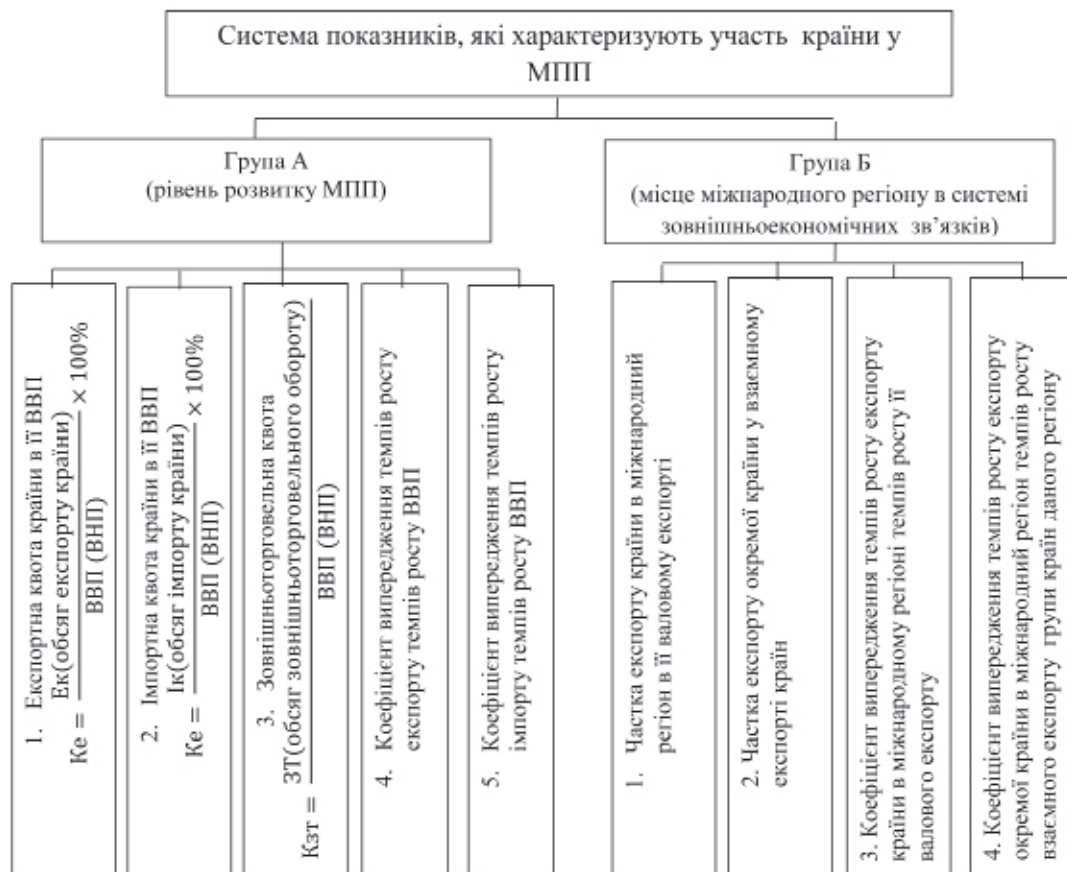 Система показників, які характеризують участь країни у
МПП
Група А
(рівень розвитку МПП)
Група Б
(місце міжнародного регіону в системі
зовнішньоекономічних зв’язків)
1. Експортна квота країни в її ВВП
Ке = Ек(обсяг експорту країни) / ВВП (ВНП) × 100%
2. Імпортна квота країни в її ВВП
Ке = Ік(обсяг імпорту країни) / ВВП (ВНП) × 100%
3. Зовнішньоторговельна квота
Кзт = ЗТ(обсяг зовнішньоторговельного обороту) / ВВП (ВНП)
4. Коефіцієнт випередження темпів росту
експорту темпів росту ВВП
5. Коефіцієнт випередження темпів росту
імпорту темпів росту ВВП
1. Частка експорту країни в міжнародний
регіон в її валовому експорті
2. Частка експорту окремої країни у взаємному
експорті країн
3. Коефіцієнт випередження темпів росту експорту
країни в міжнародному регіоні темпів росту її
валового експорту
4. Коефіцієнт випередження темпів росту експорту
окремої країни в міжнародний регіон темпів росту
взаємного експорту групи країн даного регіону